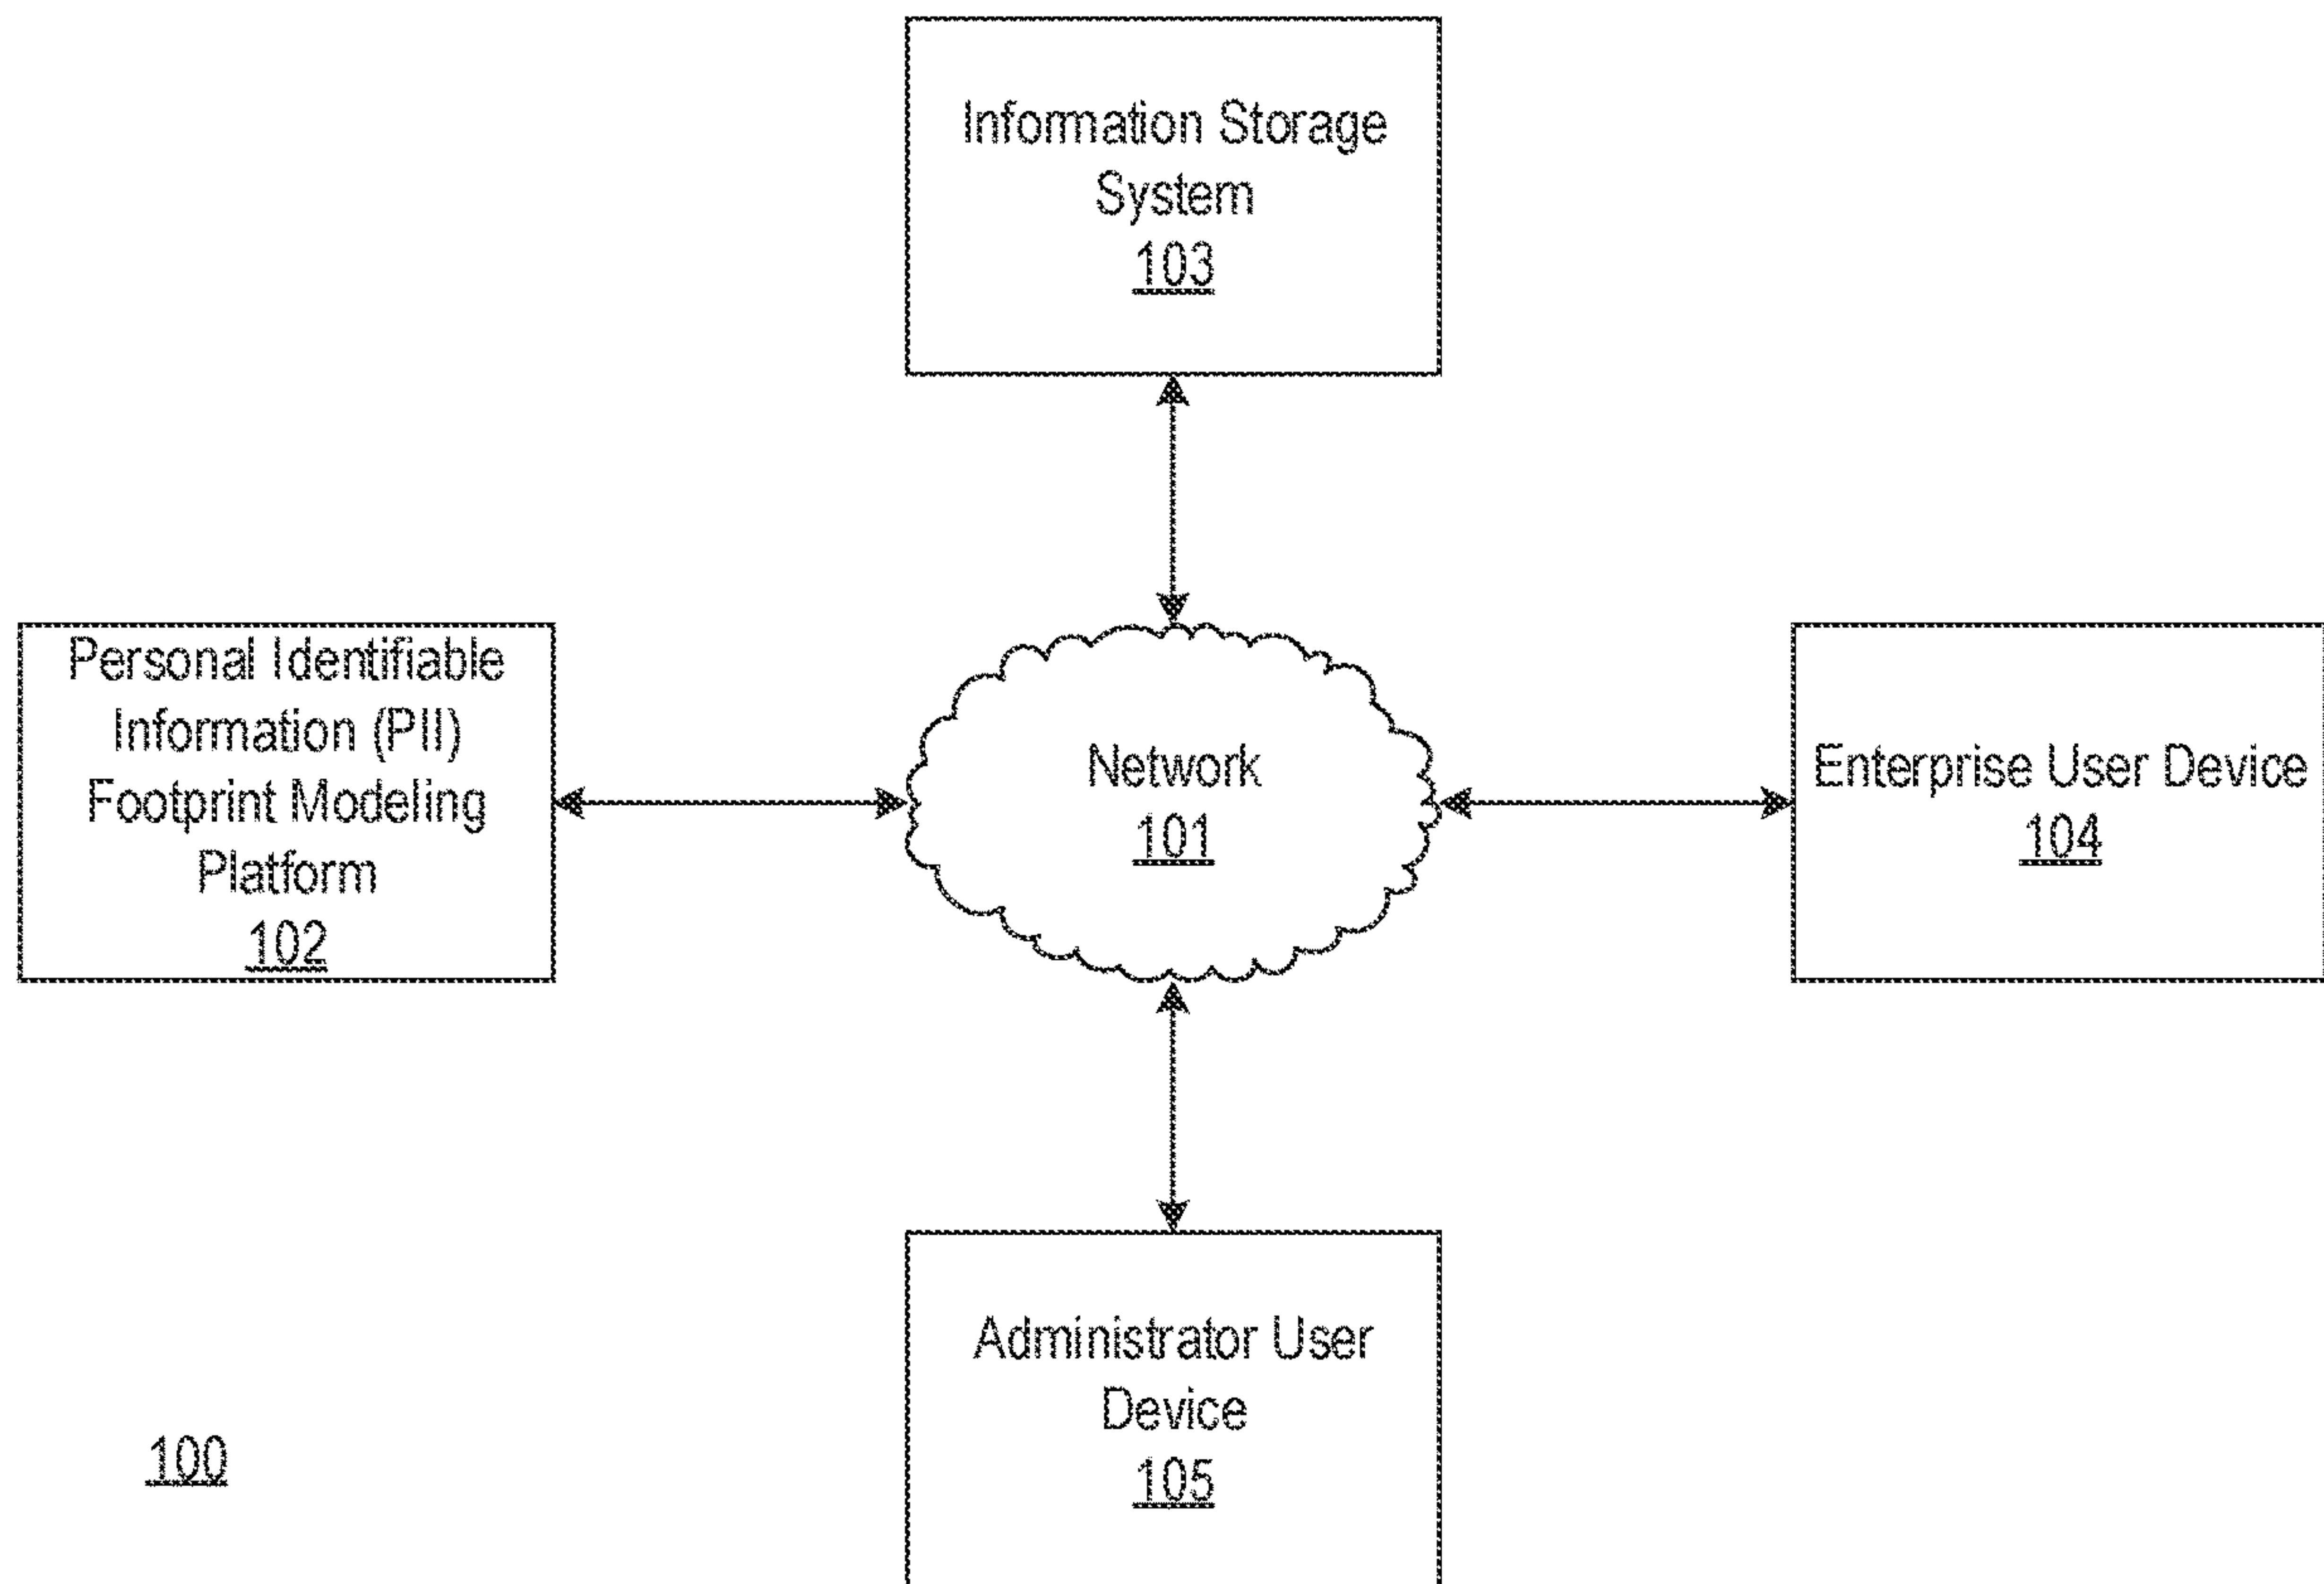 Information Storage
System
103
Personal Identifiable
Information (PII)
Footprint Modeling
Platform
102
Network
101
Enterprise User Device
104
Administrator User
Device
105
100